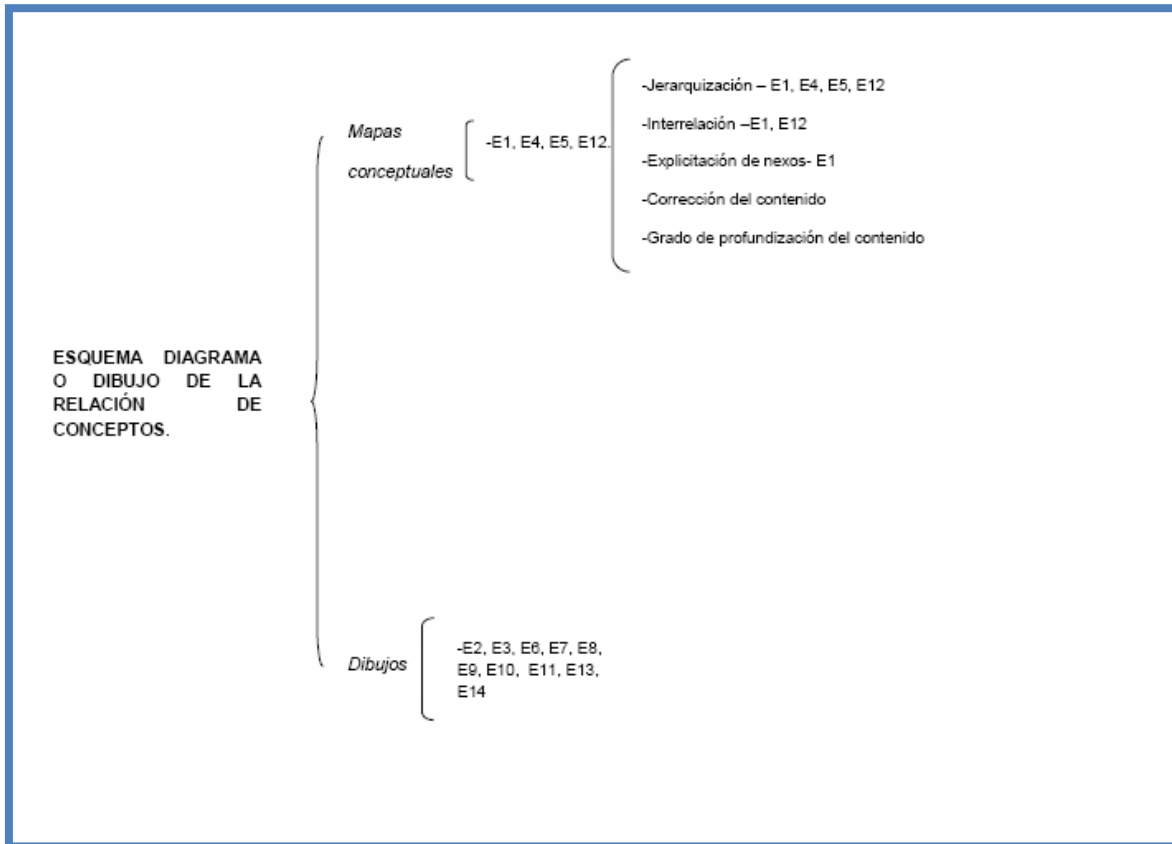 ESQUEMA DIAGRAMA
O DIBUJO DE LA
RELACIÓN DE
CONCEPTOS.
Mapas
conceptuales
-E1, E4, E5, E12.
-Jerarquización – E1, E4, E5, E12
-Interrelación –E1, E12
-Explicitación de nexos- E1
-Corrección del contenido
-Grado de profundización del contenido
Dibujos
-E2, E3, E6, E7, E8,
E9, E10, E11, E13,
E14